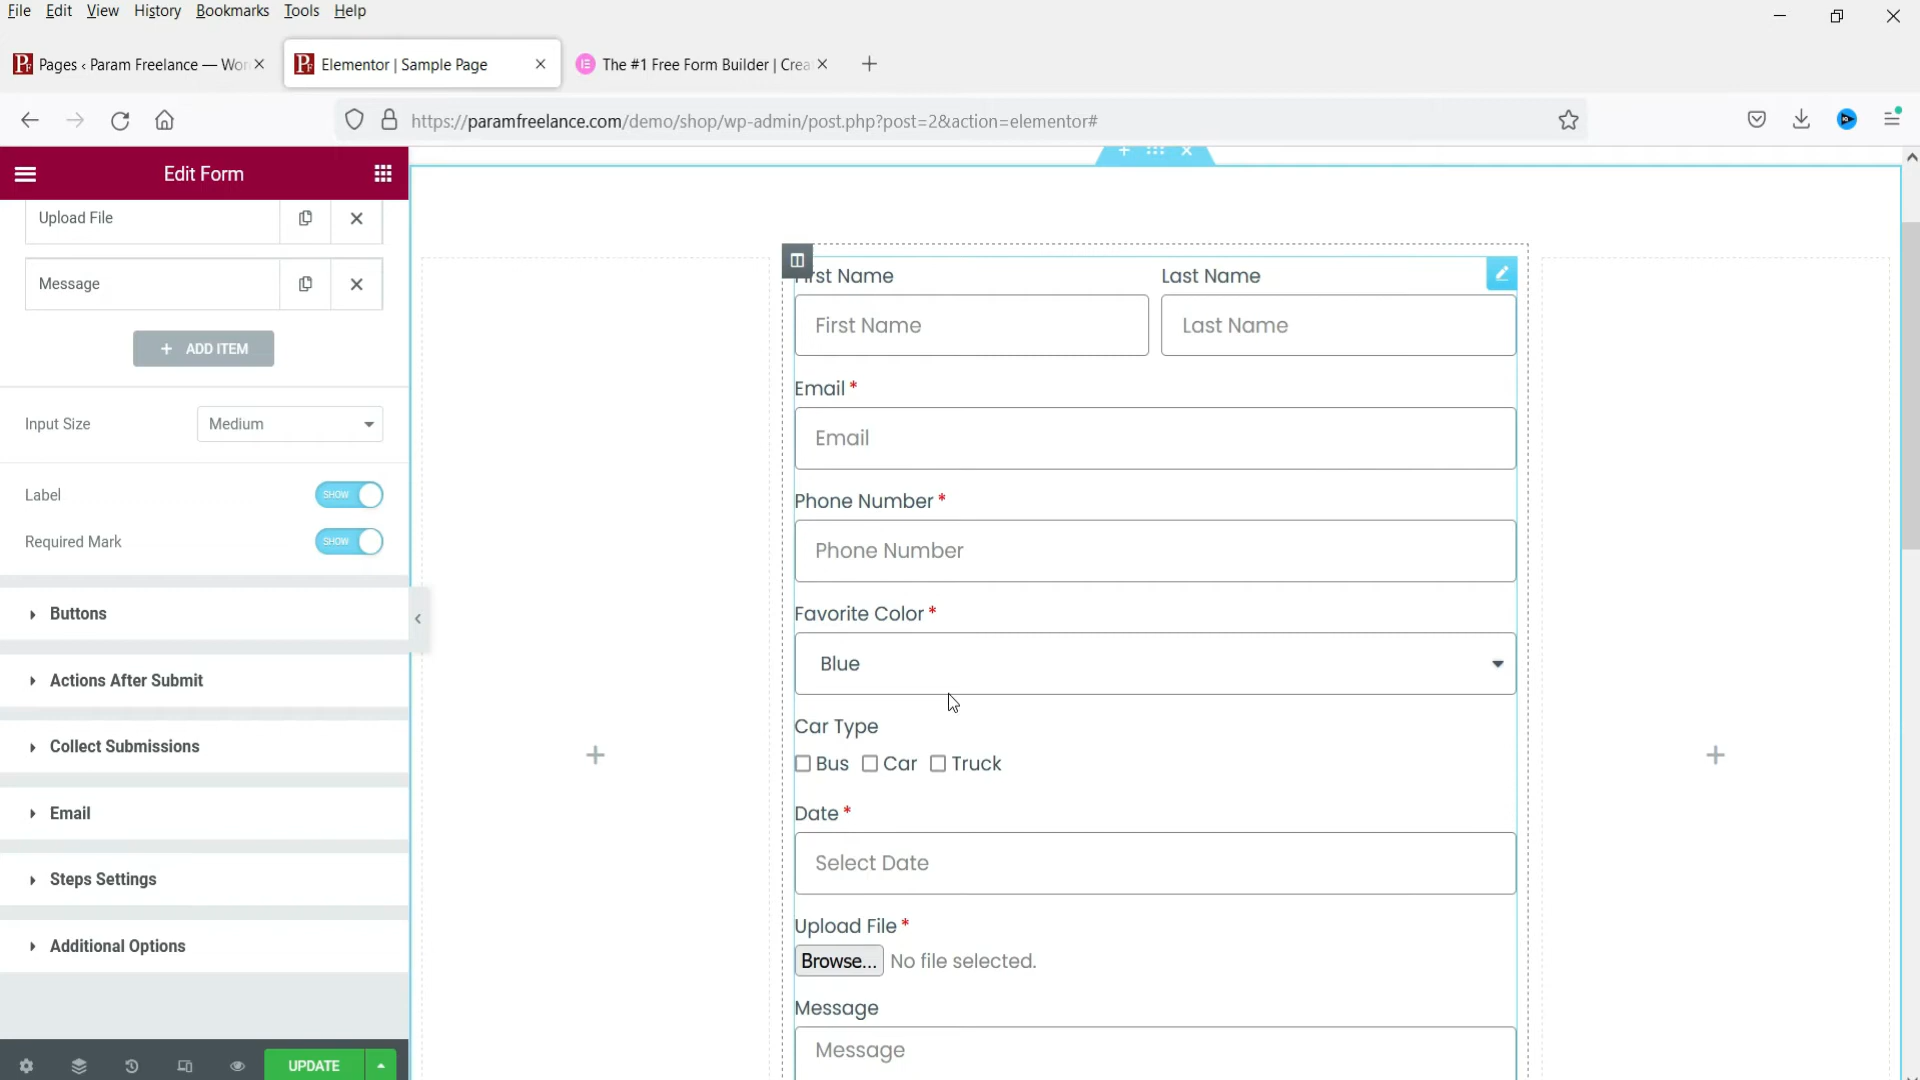 File Edit View History Bookmarks Tools Help
Pages ‹ Param Freelance — Wor
Elementor | Sample Page
The #1 Free Form Builder | Crea
https://paramfreelance.com/demo/shop/wp-admin/post.php?post=2&action=elementor#
Edit Form
Upload File
Message
+ ADD ITEM
Input Size
Medium
Label
SHOW
Required Mark
SHOW
Buttons
Actions After Submit
Collect Submissions
Email
Steps Settings
Additional Options
UPDATE
First Name
Last Name
First Name
Last Name
Email *
Email
Phone Number *
Phone Number
Favorite Color *
Blue
Car Type
Bus Car Truck
Date *
Select Date
Upload File *
Browse... No file selected.
Message
Message